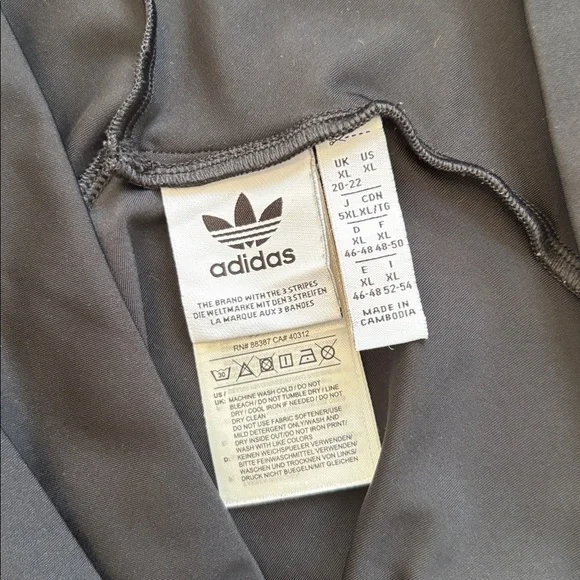 adidas
THE BRAND WITH THE 3 STRIPES
DIE WELTMARKE MIT DEN 3 STREIFEN
LA MARQUE AUX 3 BANDES
UK US
XL XL
20-22
J CDN
5XL XL/TG
D F
XL XL
46-48 48-50
E I
XL XL
46-48 52-54
MADE IN
CAMBODIA
RN# 88387 CA# 40312
30
US /
UK: MACHINE WASH COLD / DO NOT
BLEACH / DO NOT TUMBLE DRY / LINE
DRY / COOL IRON IF NEEDED / DO NOT
DRY CLEAN
DO NOT USE FABRIC SOFTENER/USE
MILD DETERGENT ONLY/WASH AND
DRY INSIDE OUT/DO NOT IRON PRINT/
WASH WITH LIKE COLORS
D: KEINEN WEICHSPUELER VERWENDEN/
BITTE FEINWASCHMITTEL VERWENDEN/
WASCHEN UND TROCKNEN VON LINKS/
DRUCK NICHT BUEGELN/MIT GLEICHEN